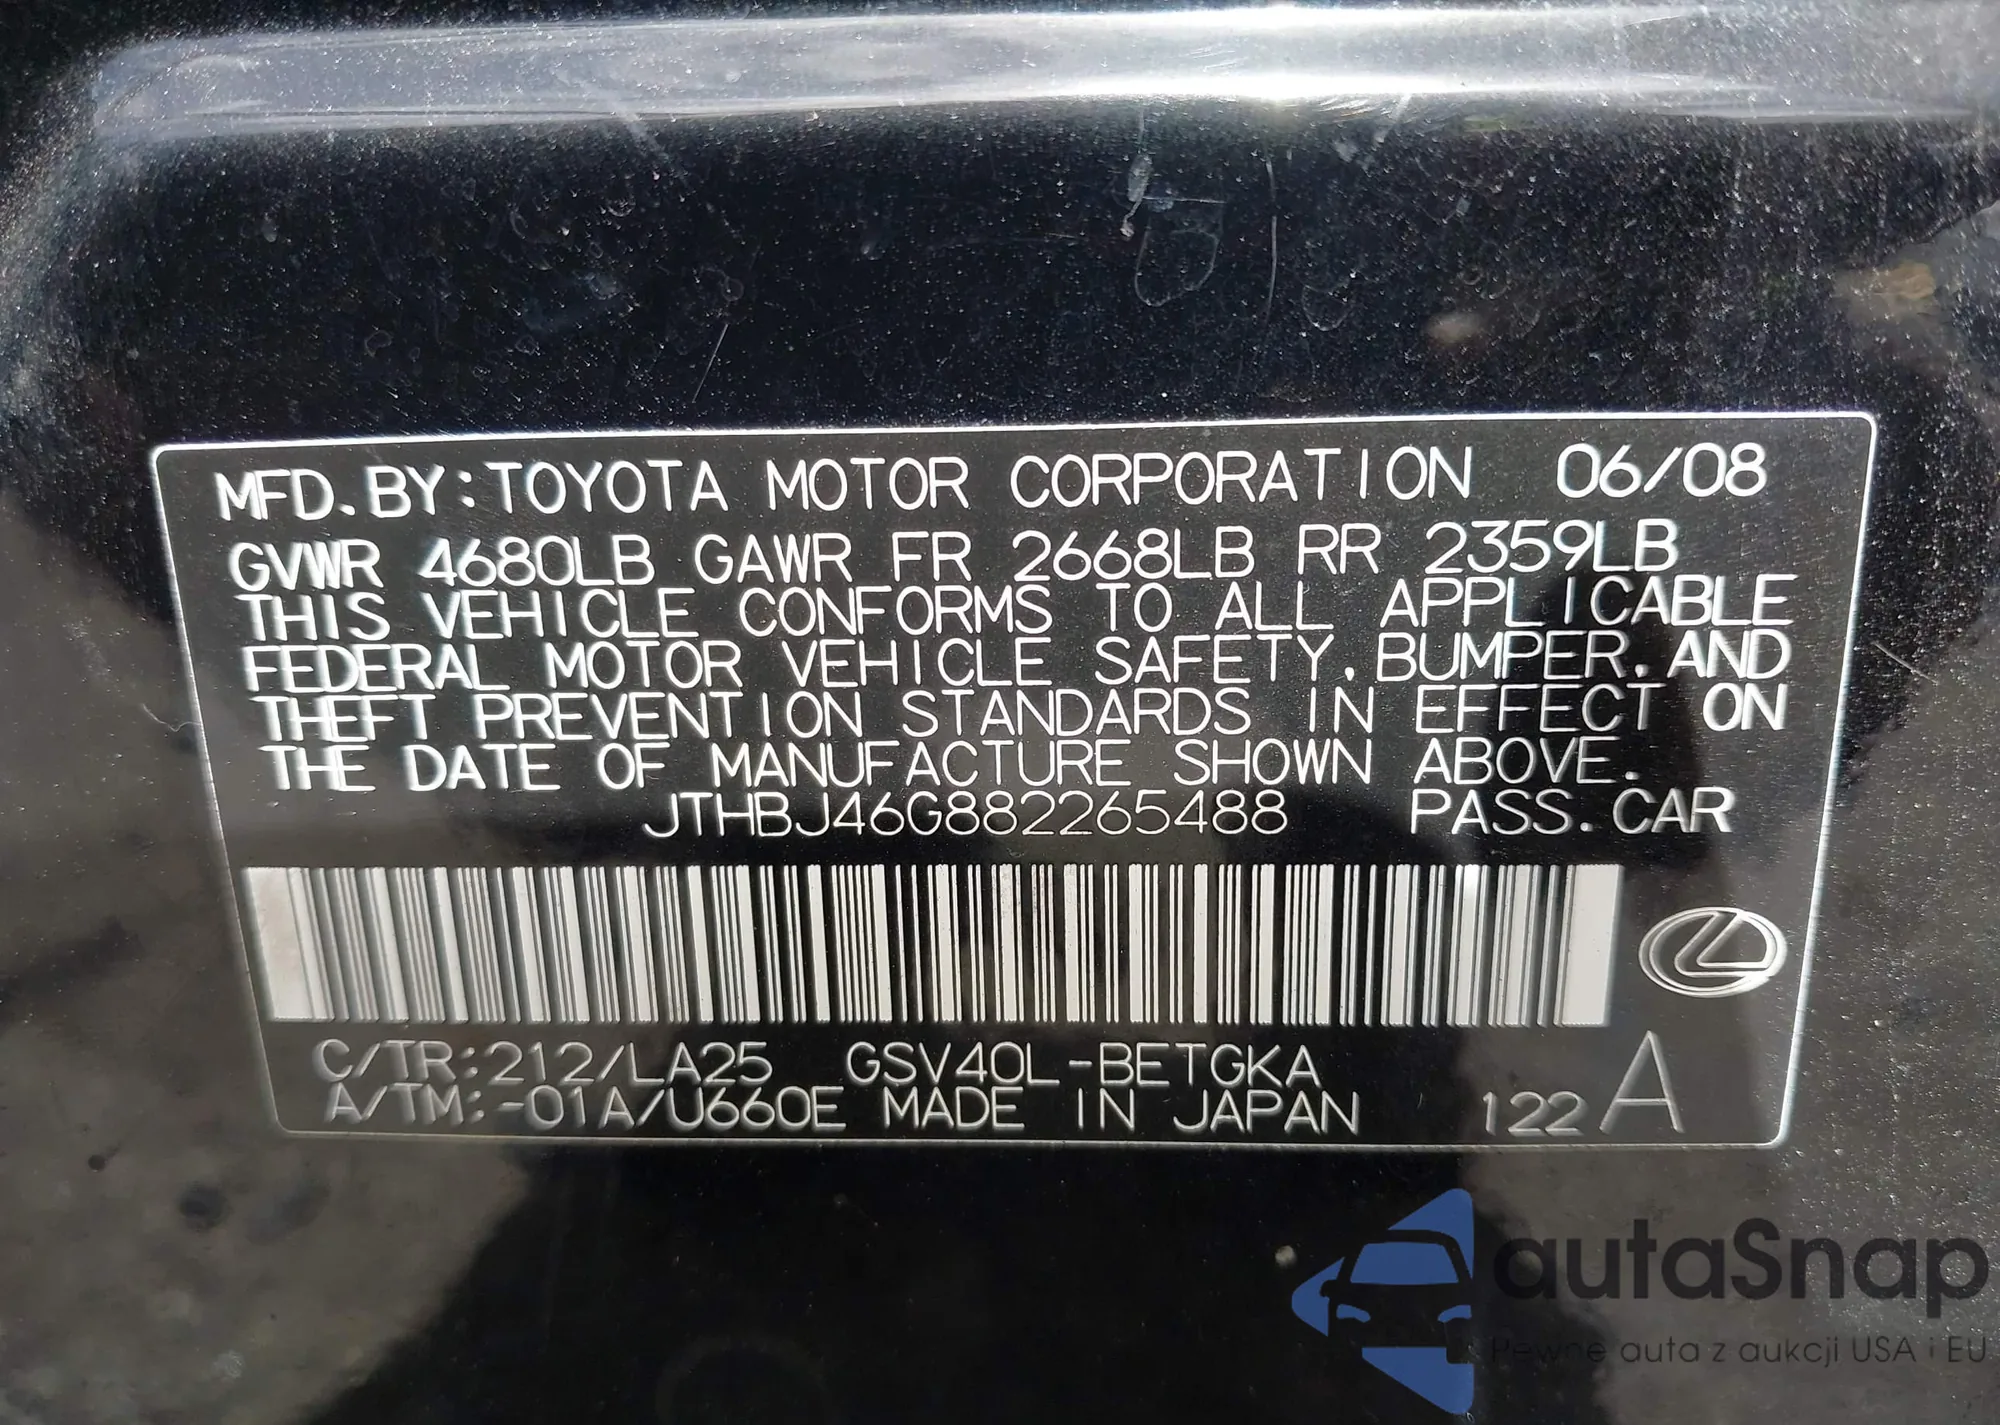 MFD. BY: TOYOTA MOTOR CORPORATION 06/08
GVWR 4680LB GAWR FR 2668LB RR 2359LB
THIS VEHICLE CONFORMS TO ALL APPLICABLE
FEDERAL MOTOR VEHICLE SAFETY, BUMPER, AND
THEFT PREVENTION STANDARDS IN EFFECT ON
THE DATE OF MANUFACTURE SHOWN ABOVE.
JTHBJ46G882265488 PASS. CAR
C/TR: 212/LA25 GSV40L-BETGKA
A/TM: -01A/U660E MADE IN JAPAN 122 A
autaSnap
Pewne auta z aukcji USA i EU